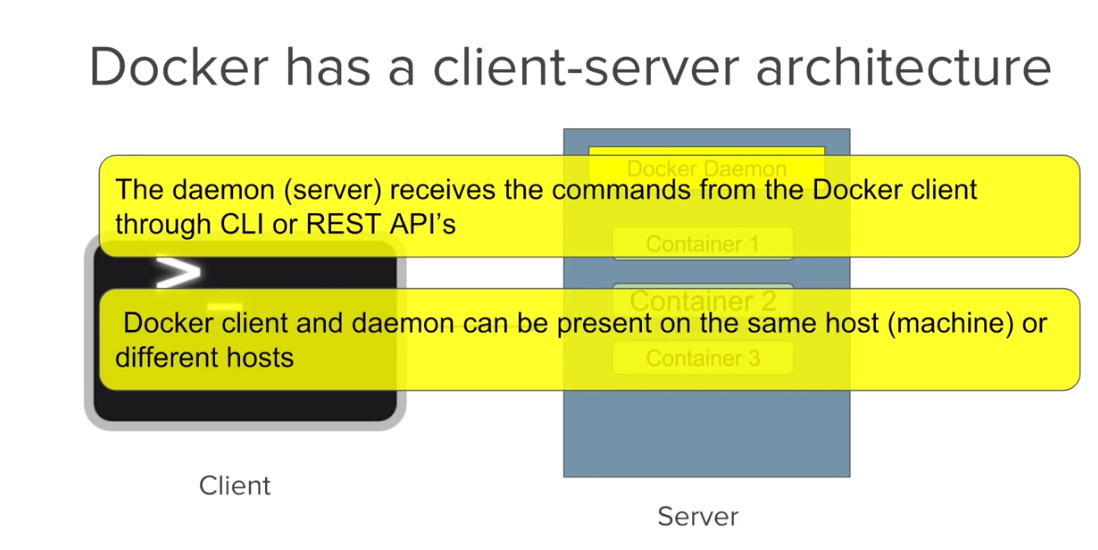 Docker has a client-server architecture
Docker Daemon
The daemon (server) receives the commands from the Docker client
through CLI or REST API’s
Container 1
>_
Container 2
Docker client and daemon can be present on the same host (machine) or
different hosts
Container 3
Client
Server